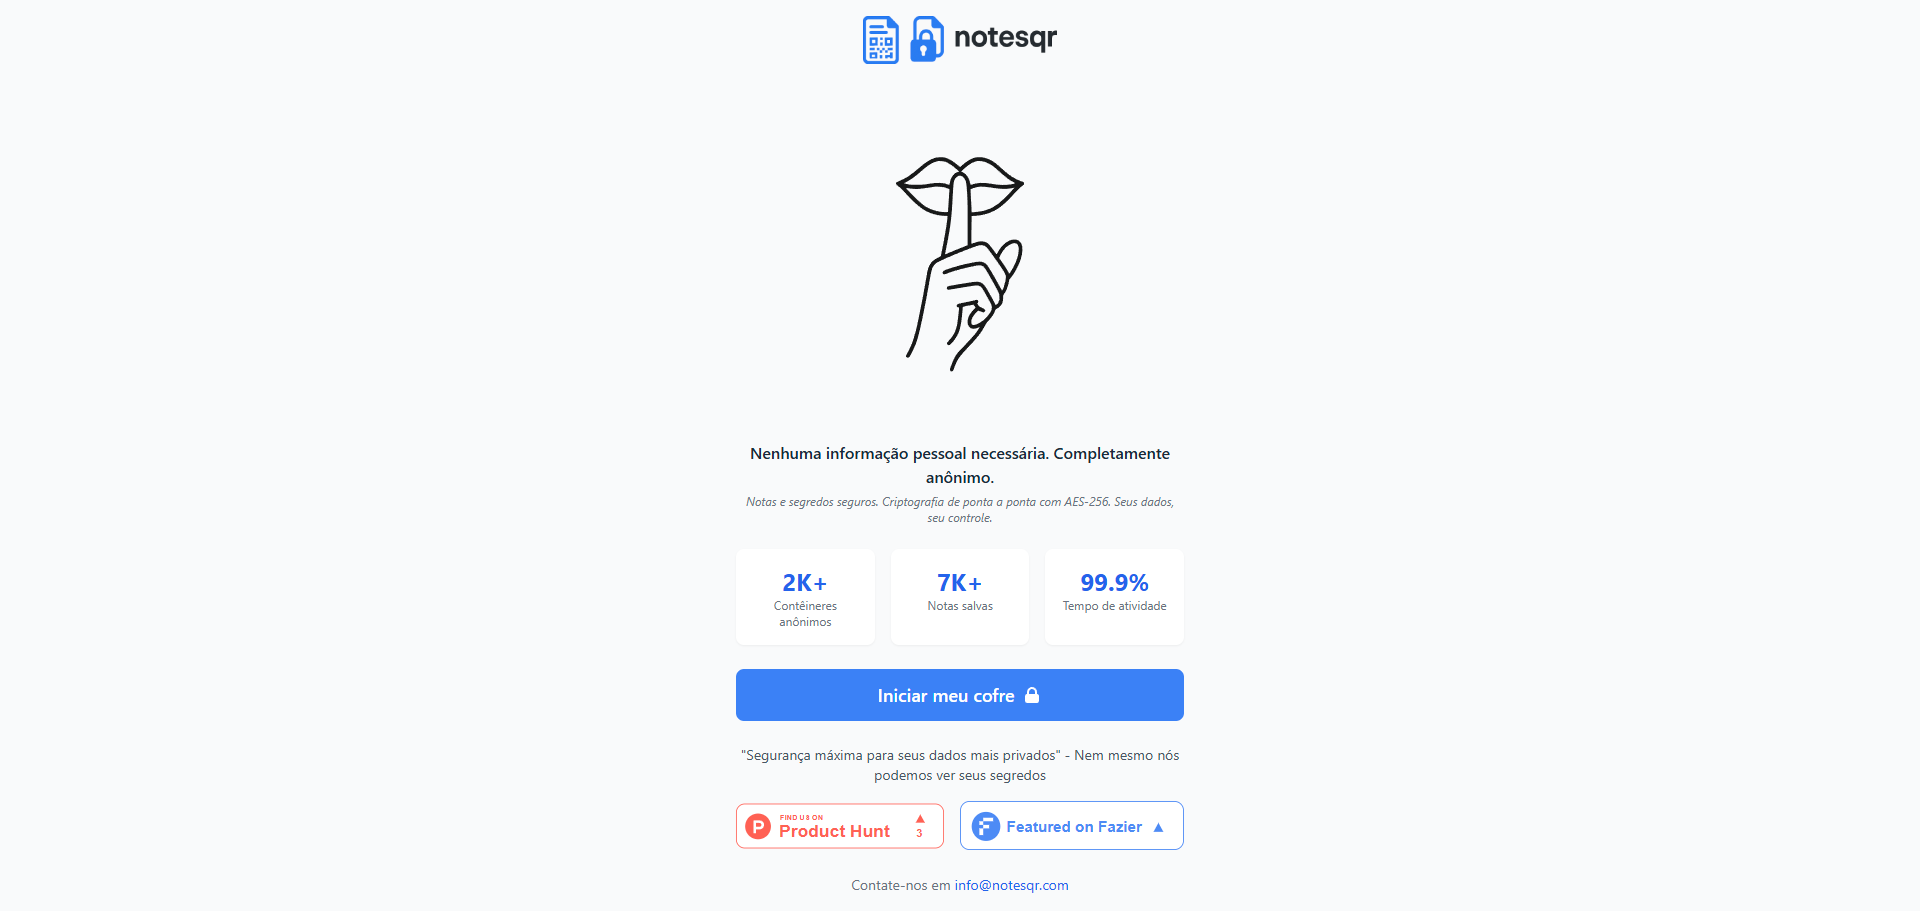 notesqr
Nenhuma informação pessoal necessária. Completamente
anônimo.
Notas e segredos seguros. Criptografia de ponta a ponta com AES-256. Seus dados,
seu controle.
2K+
Contêineres
anônimos
7K+
Notas salvas
99.9%
Tempo de atividade
Iniciar meu cofre
"Segurança máxima para seus dados mais privados" - Nem mesmo nós
podemos ver seus segredos
FIND US ON
Product Hunt
3
Featured on Fazier
Contate-nos em info@notesqr.com